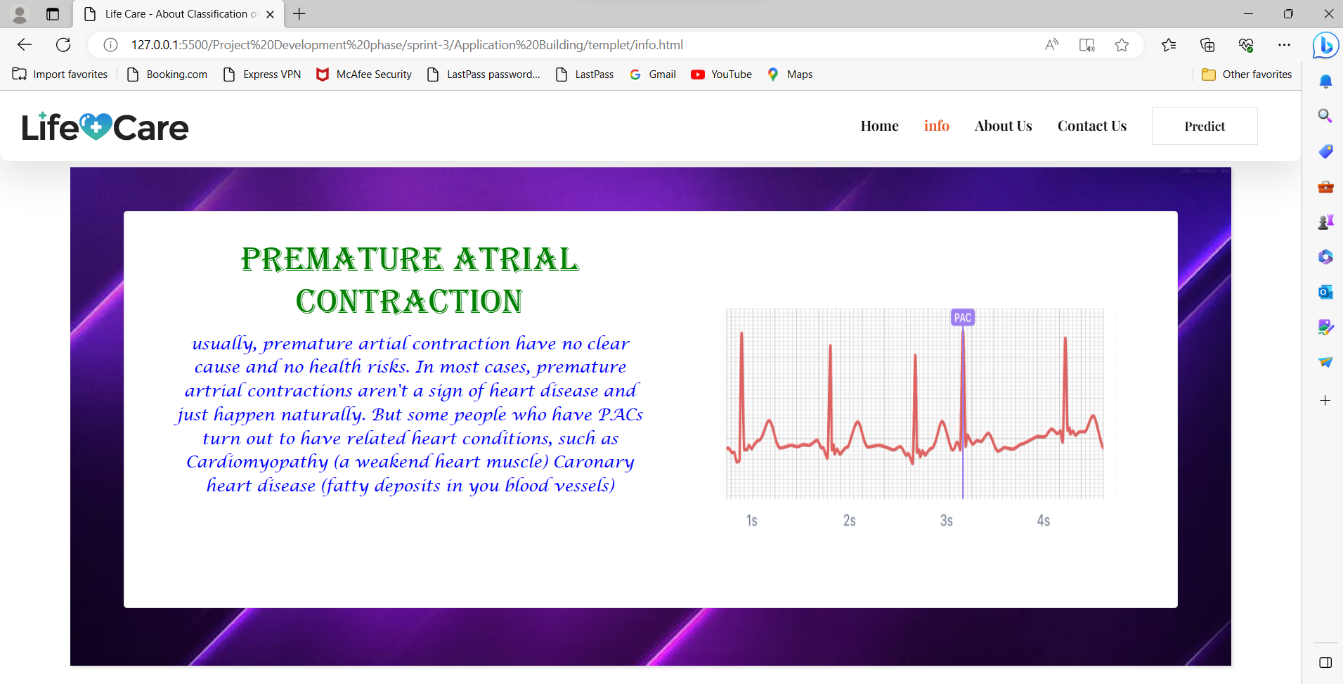 Life Care - About Classification o
127.0.0.1:5500/Project%20Development%20phase/sprint-3/Application%20Building/templet/info.html
Import favorites Booking.com Express VPN McAfee Security LastPass password... LastPass Gmail YouTube Maps Other favorites
Life Care Home info About Us Contact Us Predict
PREMATURE ATRIAL
CONTRACTION
usually, premature artial contraction have no clear
cause and no health risks. In most cases, premature
artrial contractions aren't a sign of heart disease and
just happen naturally. But some people who have PACs
turn out to have related heart conditions, such as
Cardiomyopathy (a weakend heart muscle) Caronary
heart disease (fatty deposits in you blood vessels)
PAC
1s 2s 3s 4s